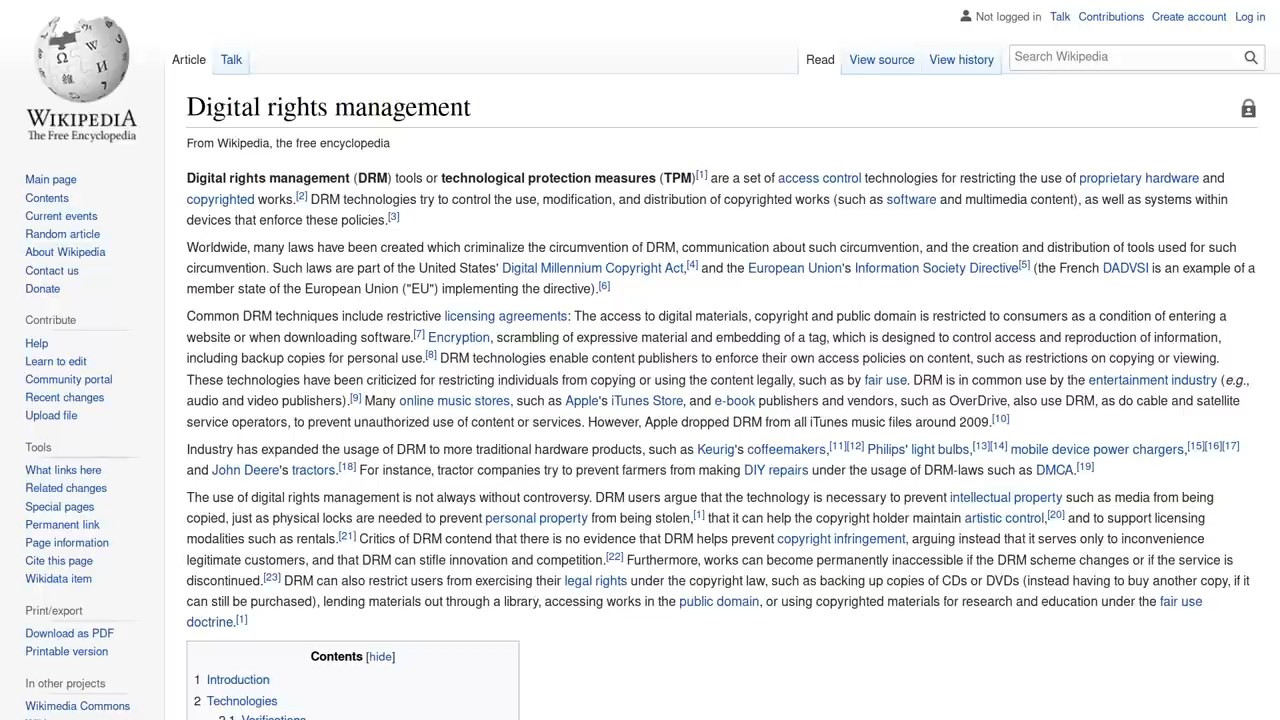 Not logged in Talk Contributions Create account Log in
Article Talk Read View source View history Search Wikipedia
WIKIPEDIA
The Free Encyclopedia
Main page
Contents
Current events
Random article
About Wikipedia
Contact us
Donate
Contribute
Help
Learn to edit
Community portal
Recent changes
Upload file
Tools
What links here
Related changes
Special pages
Permanent link
Page information
Cite this page
Wikidata item
Print/export
Download as PDF
Printable version
In other projects
Wikimedia Commons
Digital rights management
From Wikipedia, the free encyclopedia
Digital rights management (DRM) tools or technological protection measures (TPM)[1] are a set of access control technologies for restricting the use of proprietary hardware and
copyrighted works.[2] DRM technologies try to control the use, modification, and distribution of copyrighted works (such as software and multimedia content), as well as systems within
devices that enforce these policies.[3]
Worldwide, many laws have been created which criminalize the circumvention of DRM, communication about such circumvention, and the creation and distribution of tools used for such
circumvention. Such laws are part of the United States' Digital Millennium Copyright Act,[4] and the European Union's Information Society Directive[5] (the French DADVSI is an example of a
member state of the European Union ("EU") implementing the directive).[6]
Common DRM techniques include restrictive licensing agreements: The access to digital materials, copyright and public domain is restricted to consumers as a condition of entering a
website or when downloading software.[7] Encryption, scrambling of expressive material and embedding of a tag, which is designed to control access and reproduction of information,
including backup copies for personal use.[8] DRM technologies enable content publishers to enforce their own access policies on content, such as restrictions on copying or viewing.
These technologies have been criticized for restricting individuals from copying or using the content legally, such as by fair use. DRM is in common use by the entertainment industry (e.g.,
audio and video publishers).[9] Many online music stores, such as Apple's iTunes Store, and e-book publishers and vendors, such as OverDrive, also use DRM, as do cable and satellite
service operators, to prevent unauthorized use of content or services. However, Apple dropped DRM from all iTunes music files around 2009.[10]
Industry has expanded the usage of DRM to more traditional hardware products, such as Keurig's coffeemakers,[11][12] Philips' light bulbs,[13][14] mobile device power chargers,[15][16][17]
and John Deere's tractors.[18] For instance, tractor companies try to prevent farmers from making DIY repairs under the usage of DRM-laws such as DMCA.[19]
The use of digital rights management is not always without controversy. DRM users argue that the technology is necessary to prevent intellectual property such as media from being
copied, just as physical locks are needed to prevent personal property from being stolen,[1] that it can help the copyright holder maintain artistic control,[20] and to support licensing
modalities such as rentals.[21] Critics of DRM contend that there is no evidence that DRM helps prevent copyright infringement, arguing instead that it serves only to inconvenience
legitimate customers, and that DRM can stifle innovation and competition.[22] Furthermore, works can become permanently inaccessible if the DRM scheme changes or if the service is
discontinued.[23] DRM can also restrict users from exercising their legal rights under the copyright law, such as backing up copies of CDs or DVDs (instead having to buy another copy, if it
can still be purchased), lending materials out through a library, accessing works in the public domain, or using copyrighted materials for research and education under the fair use
doctrine.[1]
Contents [hide]
1 Introduction
2 Technologies
2.1 Verifications